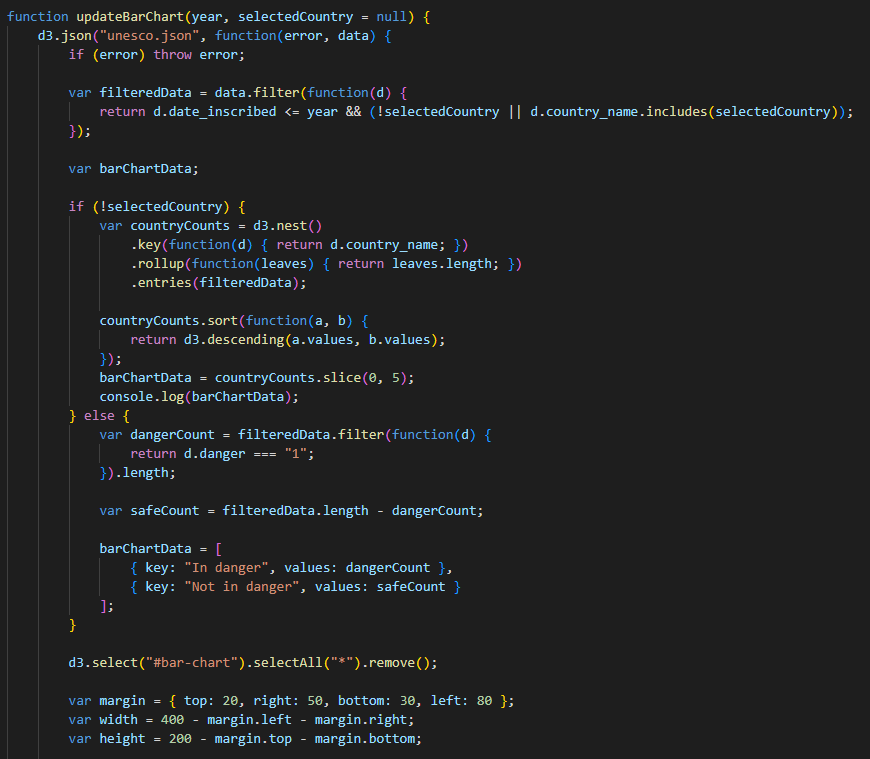 function updateBarChart(year, selectedCountry = null) {
    d3.json("unesco.json", function(error, data) {
        if (error) throw error;

        var filteredData = data.filter(function(d) {
            return d.date_inscribed <= year && (!selectedCountry || d.country_name.includes(selectedCountry));
        });

        var barChartData;

        if (!selectedCountry) {
            var countryCounts = d3.nest()
                .key(function(d) { return d.country_name; })
                .rollup(function(leaves) { return leaves.length; })
                .entries(filteredData);

            countryCounts.sort(function(a, b) {
                return d3.descending(a.values, b.values);
            });
            barChartData = countryCounts.slice(0, 5);
            console.log(barChartData);
        } else {
            var dangerCount = filteredData.filter(function(d) {
                return d.danger === "1";
            }).length;

            var safeCount = filteredData.length - dangerCount;

            barChartData = [
                { key: "In danger", values: dangerCount },
                { key: "Not in danger", values: safeCount }
            ];
        }

        d3.select("#bar-chart").selectAll("*").remove();

        var margin = { top: 20, right: 50, bottom: 30, left: 80 };
        var width = 400 - margin.left - margin.right;
        var height = 200 - margin.top - margin.bottom;